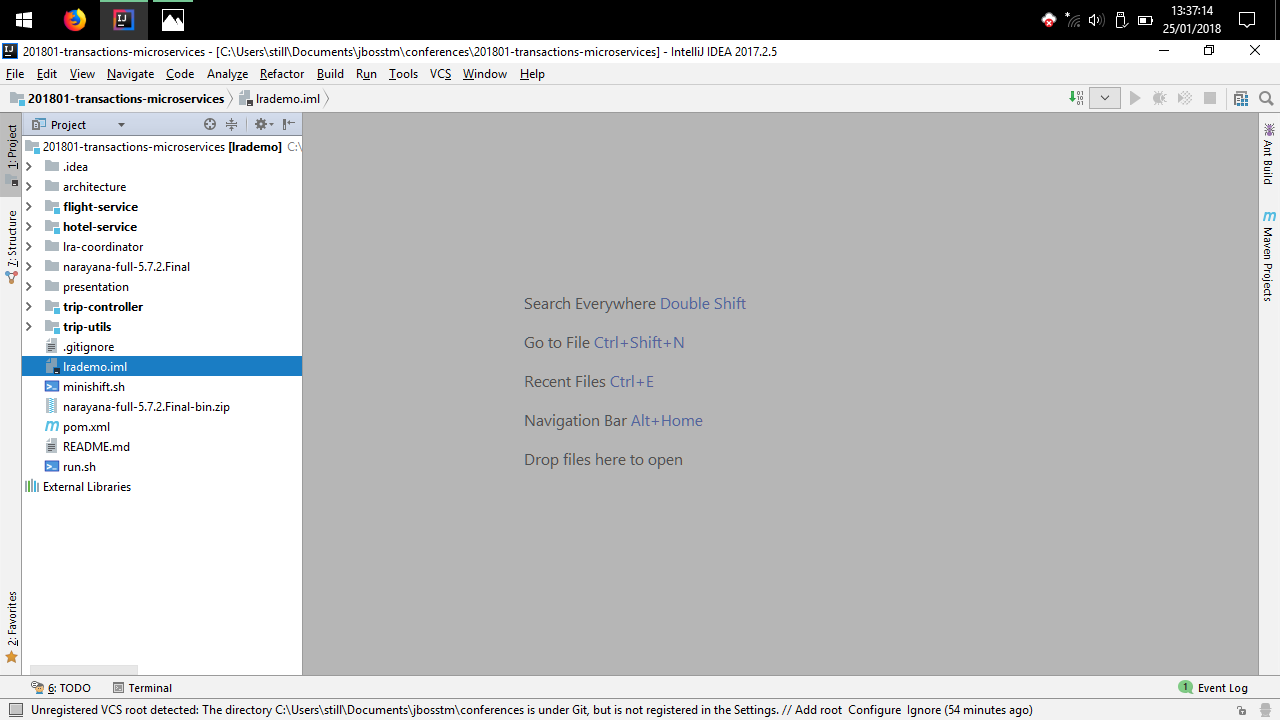 13:37:14
25/01/2018
201801-transactions-microservices - [C:\Users\still\Documents\jbosstm\conferences\201801-transactions-microservices] - IntelliJ IDEA 2017.2.5
File Edit View Navigate Code Analyze Refactor Build Run Tools VCS Window Help
201801-transactions-microservices lrademo.iml
Project
201801-transactions-microservices [lrademo] C:\
.idea
architecture
flight-service
hotel-service
lra-coordinator
narayana-full-5.7.2.Final
presentation
trip-controller
trip-utils
.gitignore
lrademo.iml
minishift.sh
narayana-full-5.7.2.Final-bin.zip
pom.xml
README.md
run.sh
External Libraries
1: Project
7: Structure
2: Favorites
Search Everywhere Double Shift
Go to File Ctrl+Shift+N
Recent Files Ctrl+E
Navigation Bar Alt+Home
Drop files here to open
Ant Build
Maven Projects
6: TODO Terminal
1 Event Log
Unregistered VCS root detected: The directory C:\Users\still\Documents\jbosstm\conferences is under Git, but is not registered in the Settings. // Add root Configure Ignore (54 minutes ago)